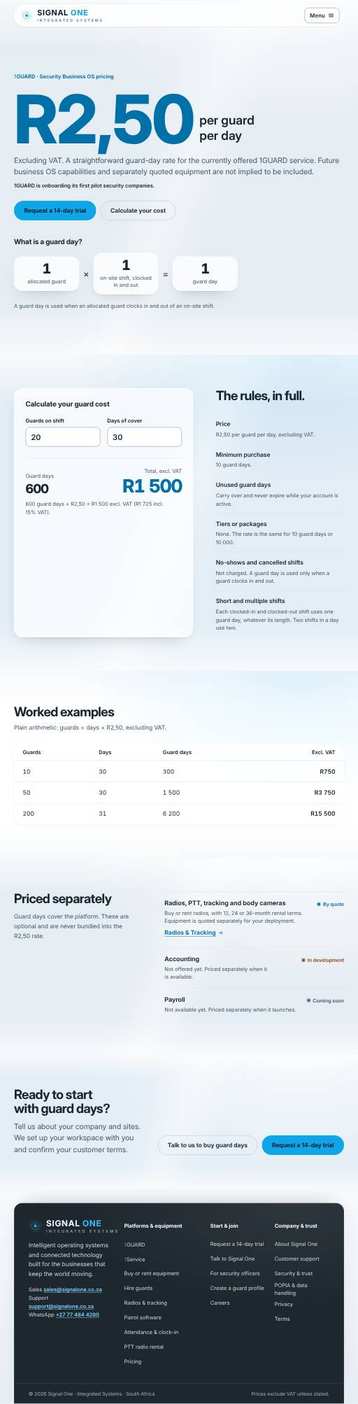 SIGNAL ONE
INTEGRATED SYSTEMS
Menu
1GUARD · Security Business OS pricing
R2,50 per guard
per day
Excluding VAT. A straightforward guard-day rate for the currently offered 1GUARD service. Future
business OS capabilities and separately quoted equipment are not implied to be included.
1GUARD is onboarding its first pilot security companies.
Request a 14-day trial
Calculate your cost
What is a guard day?
1
allocated guard
×
1
on-site shift, clocked
in and out
=
1
guard day
A guard day is used when an allocated guard clocks in and out of an on-site shift.
Calculate your guard cost
Guards on shift
20
Days of cover
30
Guard days
600
Total, excl. VAT
R1 500
600 guard days × R2,50 = R1 500 excl. VAT (R1 725 incl.
15% VAT).
The rules, in full.
Price
R2,50 per guard per day, excluding VAT.
Minimum purchase
10 guard days.
Unused guard days
Carry over and never expire while your account is
active.
Tiers or packages
None. The rate is the same for 10 guard days or
10 000.
No-shows and cancelled shifts
Not charged. A guard day is used only when a
guard clocks in and out.
Short and multiple shifts
Each clocked-in and clocked-out shift uses one
guard day, whatever its length. Two shifts in a day
use two.
Worked examples
Plain arithmetic: guards × days × R2,50, excluding VAT.
Guards Days Guard days Excl. VAT
10 30 300 R750
50 30 1 500 R3 750
200 31 6 200 R15 500
Priced separately
Guard days cover the platform. These are
optional and are never bundled into the
R2,50 rate.
Radios, PTT, tracking and body cameras
By quote
Buy or rent radios, with 12, 24 or 36-month rental terms.
Equipment is quoted separately for your deployment.
Radios & Tracking →
Accounting
In development
Not offered yet. Priced separately when it
is available.
Payroll
Coming soon
Not available yet. Priced separately when it launches.
Ready to start
with guard days?
Tell us about your company and sites.
We set up your workspace with you
and confirm your customer terms.
Talk to us to buy guard days
Request a 14-day trial
SIGNAL ONE
INTEGRATED SYSTEMS
Intelligent operating systems
and connected technology
built for the businesses that
keep the world moving.
Sales sales@signalone.co.za
Support
support@signalone.co.za
WhatsApp +27 77 484 4280
Platforms & equipment
1GUARD
1Service
Buy or rent equipment
Hire guards
Radios & tracking
Patrol software
Attendance & clock-in
PTT radio rental
Pricing
Start & join
Request a 14-day trial
Talk to Signal One
For security officers
Create a guard profile
Careers
Company & trust
About Signal One
Customer support
Security & trust
POPIA & data
handling
Privacy
Terms
© 2026 Signal One · Integrated Systems · South Africa
Prices exclude VAT unless stated.